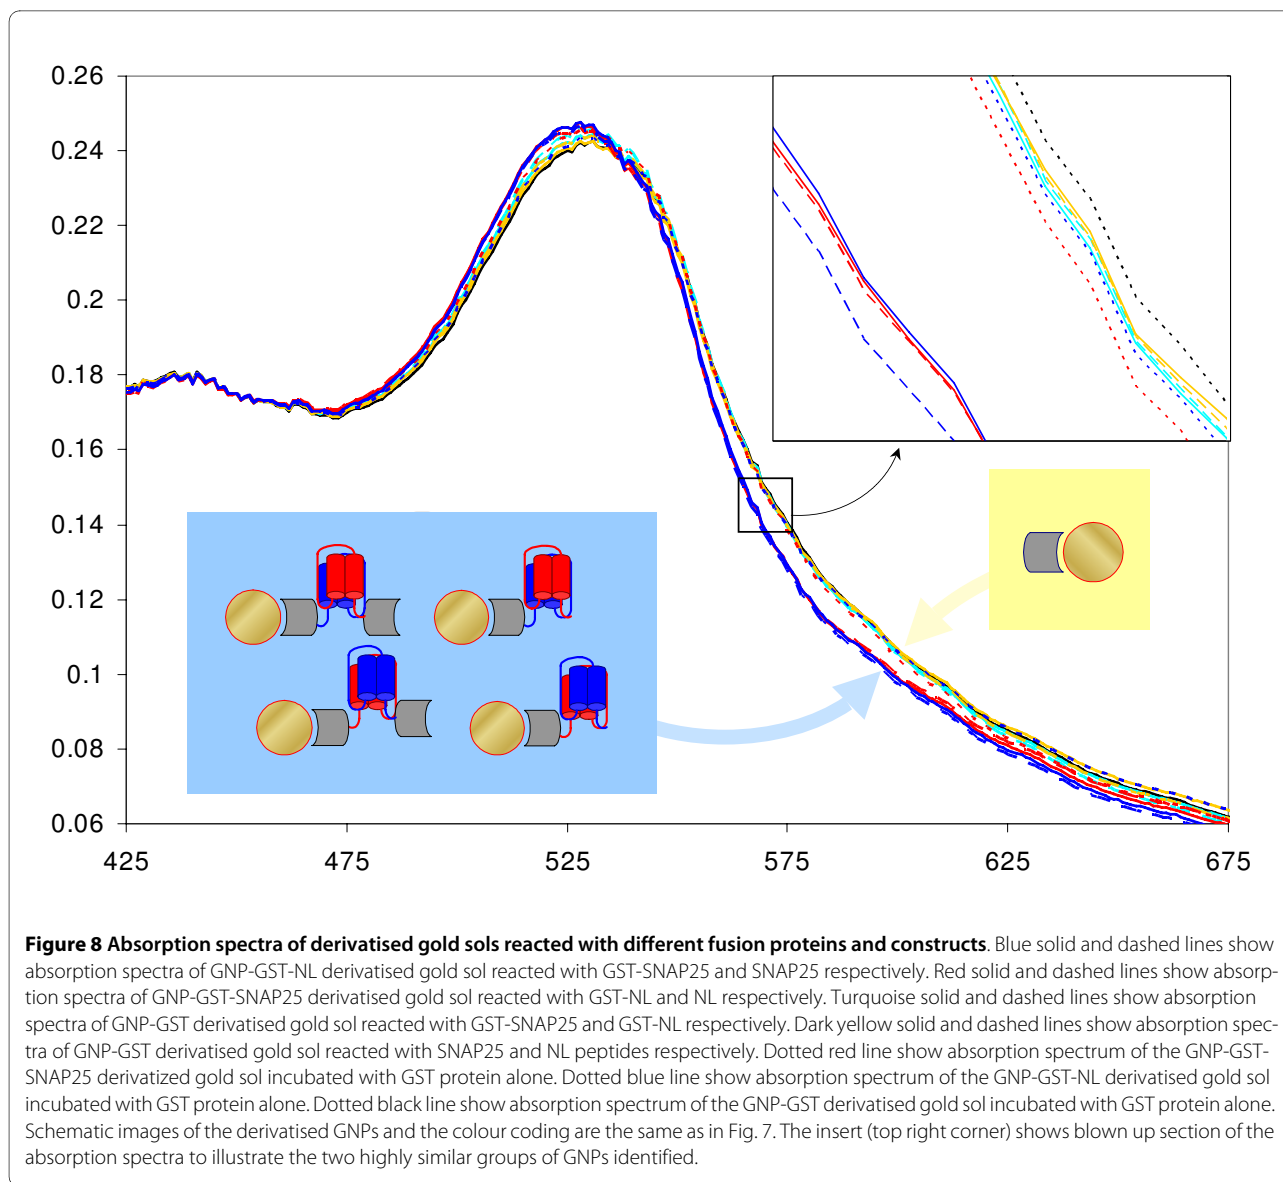 0.26
0.24
0.22
0.2
0.18
0.16
0.14
0.12
0.1
0.08
0.06
425 475 525 575 625 675
Figure 8 Absorption spectra of derivatised gold sols reacted with different fusion proteins and constructs. Blue solid and dashed lines show
absorption spectra of GNP-GST-NL derivatised gold sol reacted with GST-SNAP25 and SNAP25 respectively. Red solid and dashed lines show absorp-
tion spectra of GNP-GST-SNAP25 derivatised gold sol reacted with GST-NL and NL respectively. Turquoise solid and dashed lines show absorption
spectra of GNP-GST derivatised gold sol reacted with GST-SNAP25 and GST-NL respectively. Dark yellow solid and dashed lines show absorption spec-
tra of GNP-GST derivatised gold sol reacted with SNAP25 and NL peptides respectively. Dotted red line show absorption spectrum of the GNP-GST-
SNAP25 derivatized gold sol incubated with GST protein alone. Dotted blue line show absorption spectrum of the GNP-GST-NL derivatised gold sol
incubated with GST protein alone. Dotted black line show absorption spectrum of the GNP-GST derivatised gold sol incubated with GST protein alone.
Schematic images of the derivatised GNPs and the colour coding are the same as in Fig. 7. The insert (top right corner) shows blown up section of the
absorption spectra to illustrate the two highly similar groups of GNPs identified.